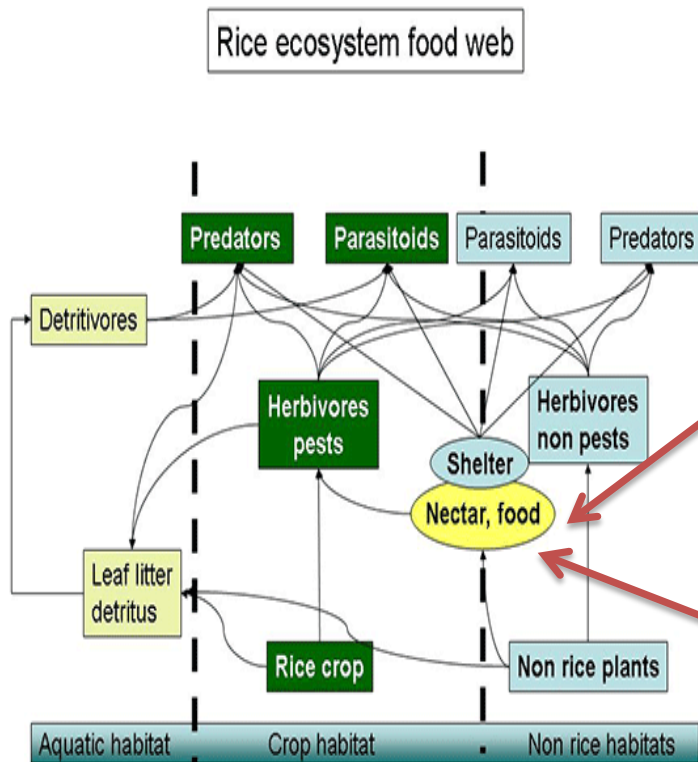 Rice ecosystem food web
Predators
Parasitoids
Parasitoids
Predators
Detritivores
Herbivores
pests
Herbivores
non pests
Shelter
Nectar, food
Leaf litter
detritus
Rice crop
Non rice plants
Aquatic habitat
Crop habitat
Non rice habitats